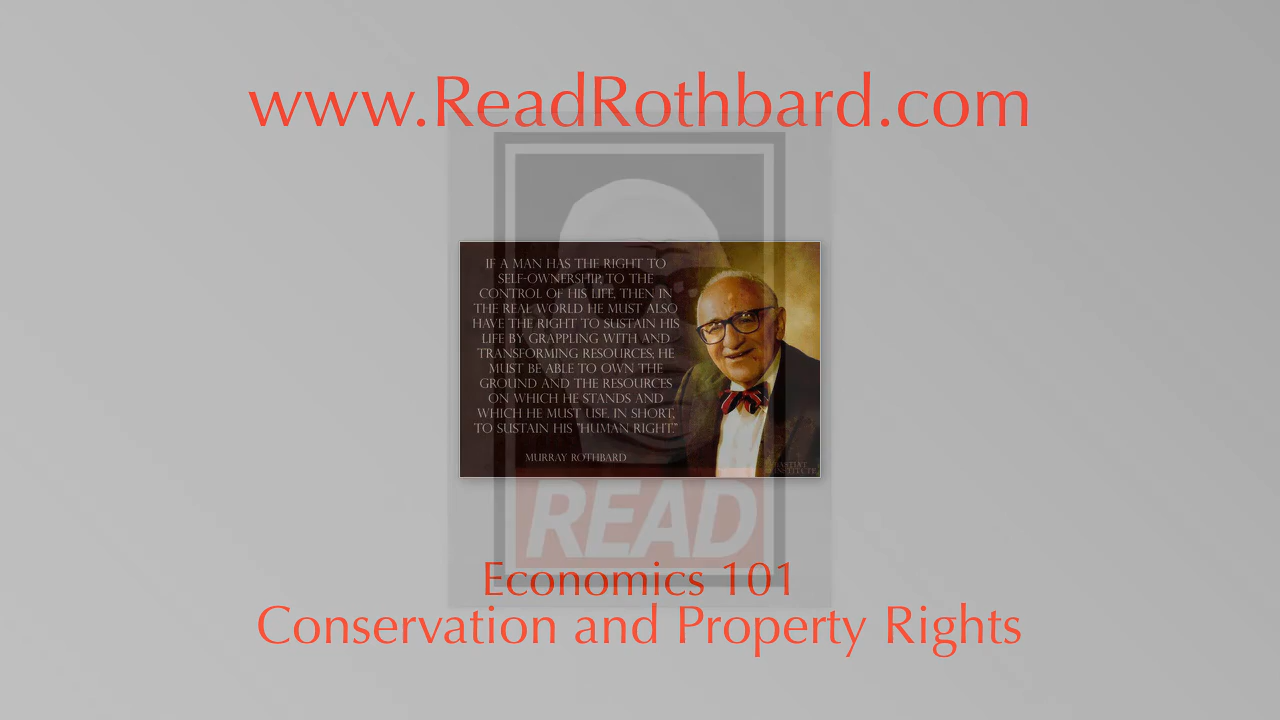 www.ReadRothbard.com
IF A MAN HAS THE RIGHT TO
SELF-OWNERSHIP, TO THE
CONTROL OF HIS LIFE, THEN IN
THE REAL WORLD HE MUST ALSO
HAVE THE RIGHT TO SUSTAIN HIS
LIFE BY GRAPPLING WITH AND
TRANSFORMING RESOURCES; HE
MUST BE ABLE TO OWN THE
GROUND AND THE RESOURCES
ON WHICH HE STANDS AND
WHICH HE MUST USE. IN SHORT,
TO SUSTAIN HIS "HUMAN RIGHT."
MURRAY ROTHBARD
READ
Economics 101
Conservation and Property Rights